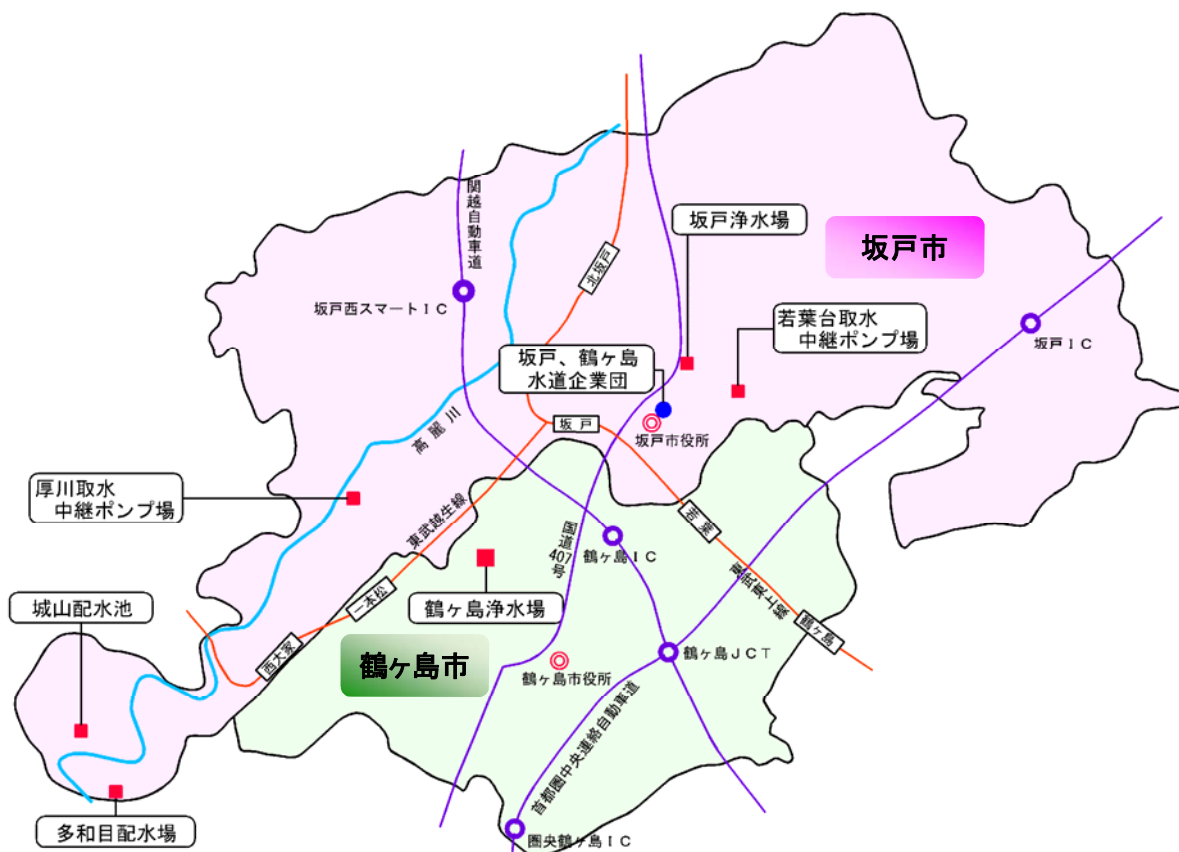 関越自動車道
坂戸浄水場
坂戸市
北坂戸
坂戸西スマートIC
若葉台取水
中継ポンプ場
坂戸IC
坂戸、鶴ヶ島
水道企業団
坂戸
坂戸市役所
高麗川
厚川取水
中継ポンプ場
東武越生線
国道407号
若葉
鶴ヶ島IC
一本松
鶴ヶ島浄水場
東武東上線
城山配水池
西大家
鶴ヶ島市
鶴ヶ島
鶴ヶ島JCT
鶴ヶ島市役所
首都圏中央連絡自動車道
多和目配水場
圏央鶴ヶ島IC